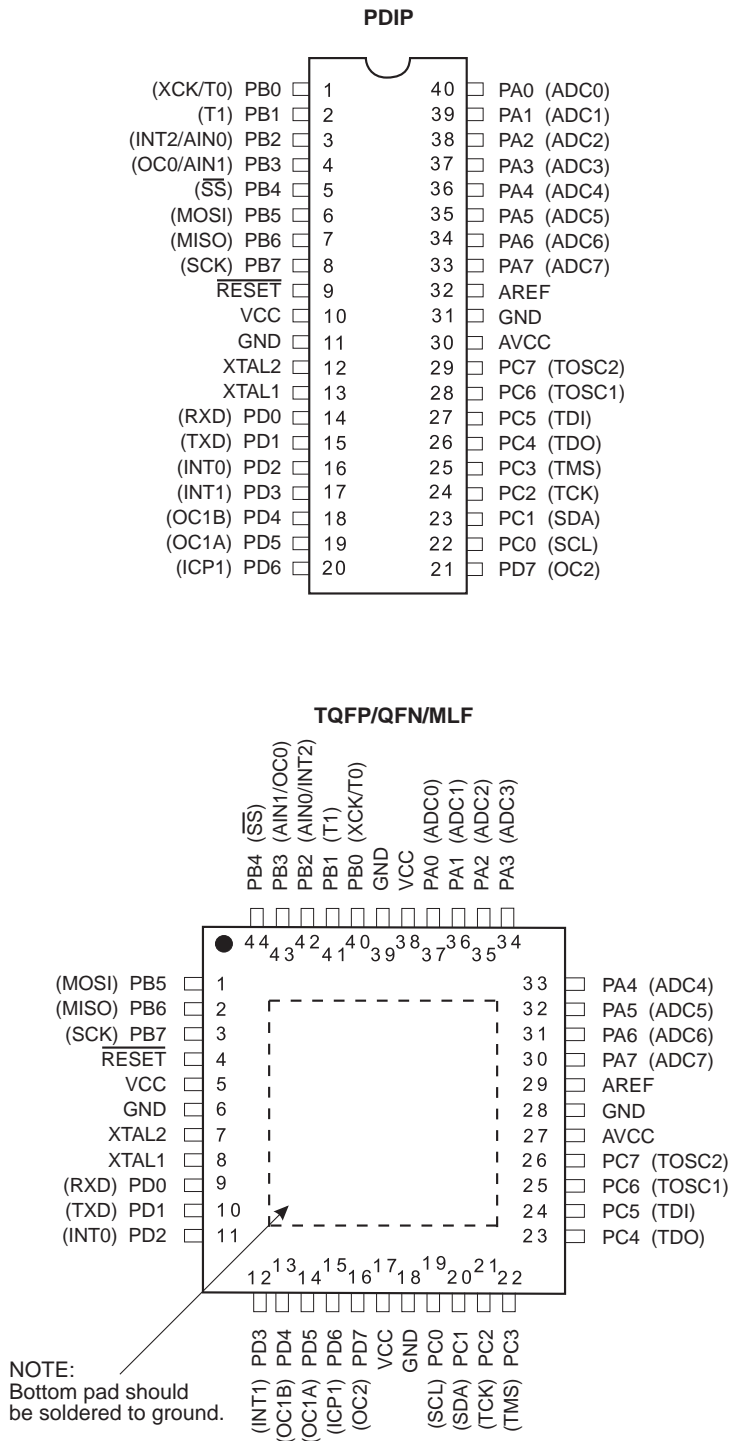 PDIP
(XCK/T0) PB0 1 40 PA0 (ADC0)
(T1) PB1 2 39 PA1 (ADC1)
(INT2/AIN0) PB2 3 38 PA2 (ADC2)
(OC0/AIN1) PB3 4 37 PA3 (ADC3)
(S̅S̅) PB4 5 36 PA4 (ADC4)
(MOSI) PB5 6 35 PA5 (ADC5)
(MISO) PB6 7 34 PA6 (ADC6)
(SCK) PB7 8 33 PA7 (ADC7)
R̅E̅S̅E̅T̅ 9 32 AREF
VCC 10 31 GND
GND 11 30 AVCC
XTAL2 12 29 PC7 (TOSC2)
XTAL1 13 28 PC6 (TOSC1)
(RXD) PD0 14 27 PC5 (TDI)
(TXD) PD1 15 26 PC4 (TDO)
(INT0) PD2 16 25 PC3 (TMS)
(INT1) PD3 17 24 PC2 (TCK)
(OC1B) PD4 18 23 PC1 (SDA)
(OC1A) PD5 19 22 PC0 (SCL)
(ICP1) PD6 20 21 PD7 (OC2)
TQFP/QFN/MLF
PB4 (S̅S̅)
PB3 (AIN1/OC0)
PB2 (AIN0/INT2)
PB1 (T1)
PB0 (XCK/T0)
GND
VCC
PA0 (ADC0)
PA1 (ADC1)
PA2 (ADC2)
PA3 (ADC3)
44 43 42 41 40 39 38 37 36 35 34
(MOSI) PB5 1 33 PA4 (ADC4)
(MISO) PB6 2 32 PA5 (ADC5)
(SCK) PB7 3 31 PA6 (ADC6)
R̅E̅S̅E̅T̅ 4 30 PA7 (ADC7)
VCC 5 29 AREF
GND 6 28 GND
XTAL2 7 27 AVCC
XTAL1 8 26 PC7 (TOSC2)
(RXD) PD0 9 25 PC6 (TOSC1)
(TXD) PD1 10 24 PC5 (TDI)
(INT0) PD2 11 23 PC4 (TDO)
12 13 14 15 16 17 18 19 20 21 22
(INT1) PD3
(OC1B) PD4
(OC1A) PD5
(ICP1) PD6
(OC2) PD7
VCC
GND
(SCL) PC0
(SDA) PC1
(TCK) PC2
(TMS) PC3
NOTE:
Bottom pad should
be soldered to ground.